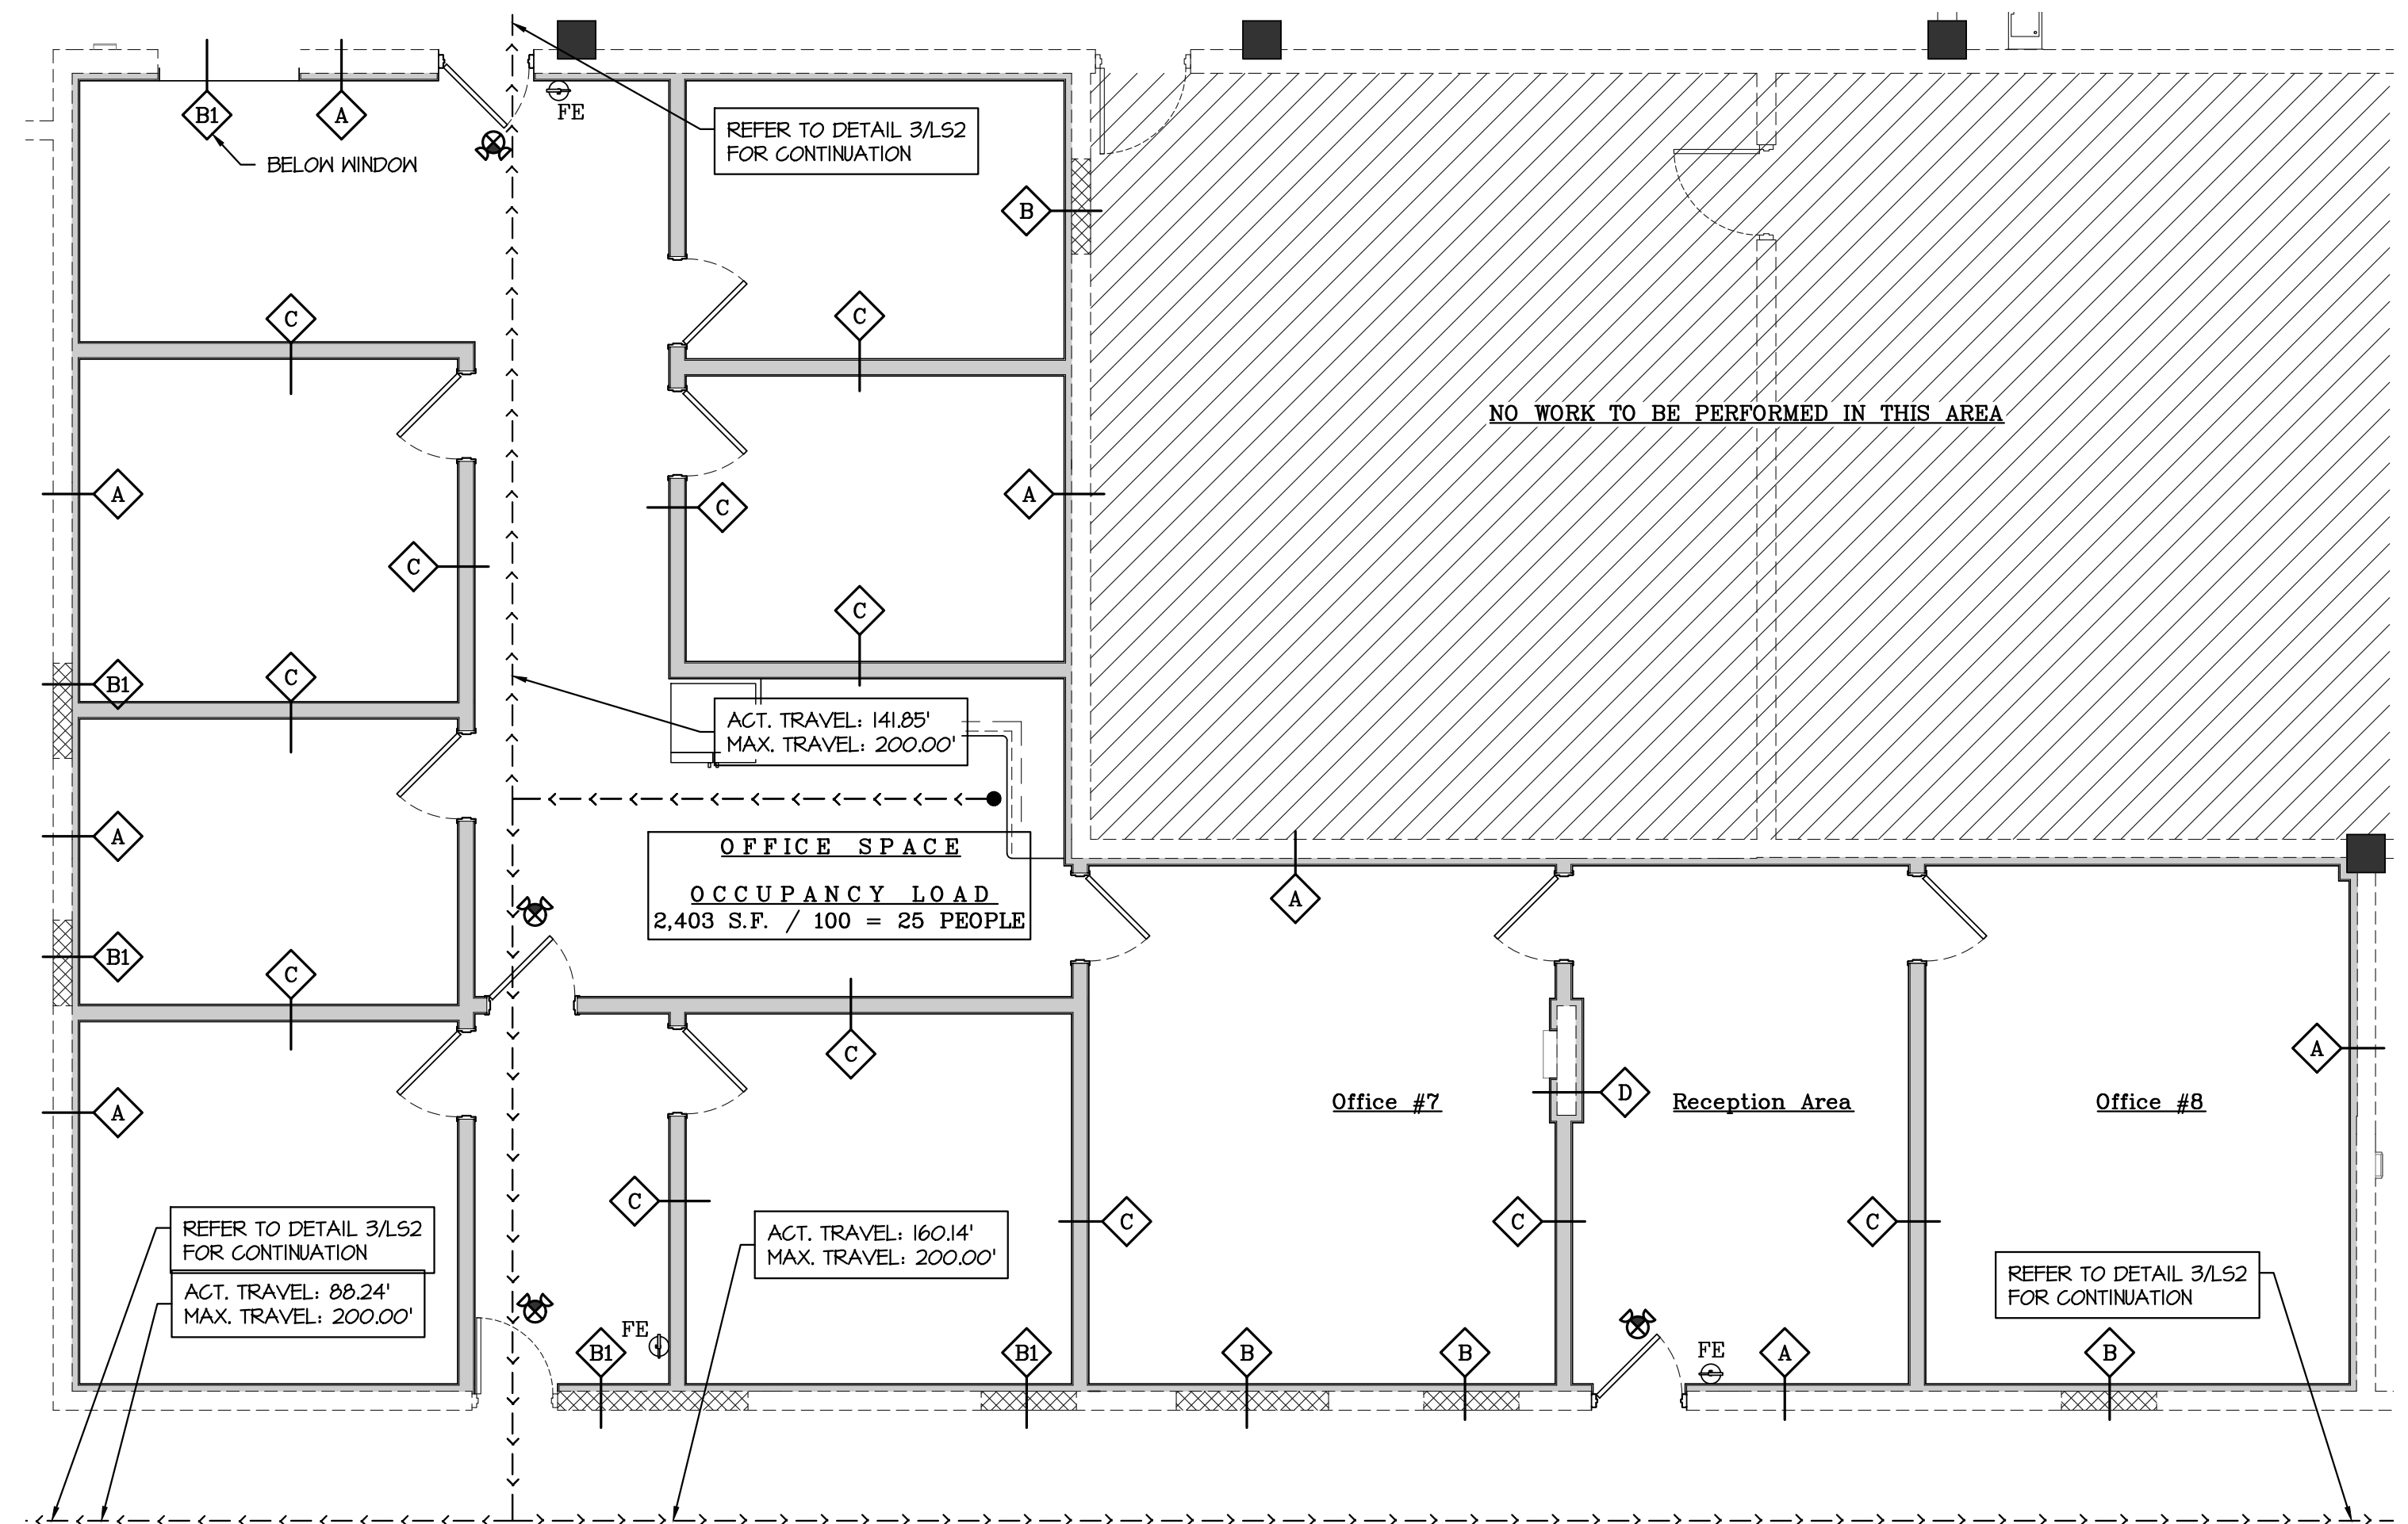 B1
A
FE
REFER TO DETAIL 3/LS2
FOR CONTINUATION
BELOW WINDOW
B
C
C
NO WORK TO BE PERFORMED IN THIS AREA
A
C
A
C
C
C
B1
ACT. TRAVEL: 141.85'
MAX. TRAVEL: 200.00'
A
OFFICE SPACE
OCCUPANCY LOAD
2,403 S.F. / 100 = 25 PEOPLE
A
B1
C
C
A
D
A
Office #7
Reception Area
Office #8
C
C
C
C
REFER TO DETAIL 3/LS2
FOR CONTINUATION
ACT. TRAVEL: 88.24'
MAX. TRAVEL: 200.00'
ACT. TRAVEL: 160.14'
MAX. TRAVEL: 200.00'
REFER TO DETAIL 3/LS2
FOR CONTINUATION
B1
FE
B1
B
B
FE
A
B